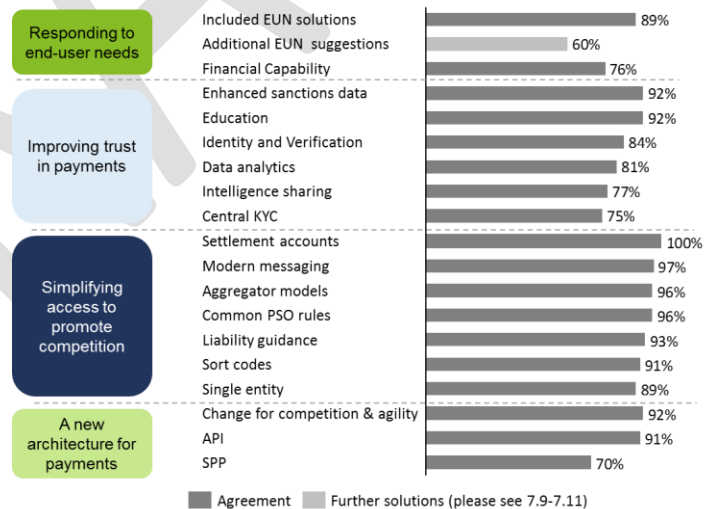 Responding to
end-user needs
Included EUN solutions 89%
Additional EUN suggestions 60%
Financial Capability 76%
Improving trust
in payments
Enhanced sanctions data 92%
Education 92%
Identity and Verification 84%
Data analytics 81%
Intelligence sharing 77%
Central KYC 75%
Simplifying
access to
promote
competition
Settlement accounts 100%
Modern messaging 97%
Aggregator models 96%
Common PSO rules 96%
Liability guidance 93%
Sort codes 91%
Single entity 89%
A new
architecture for
payments
Change for competition & agility 92%
API 91%
SPP 70%
Agreement Further solutions (please see 7.9-7.11)